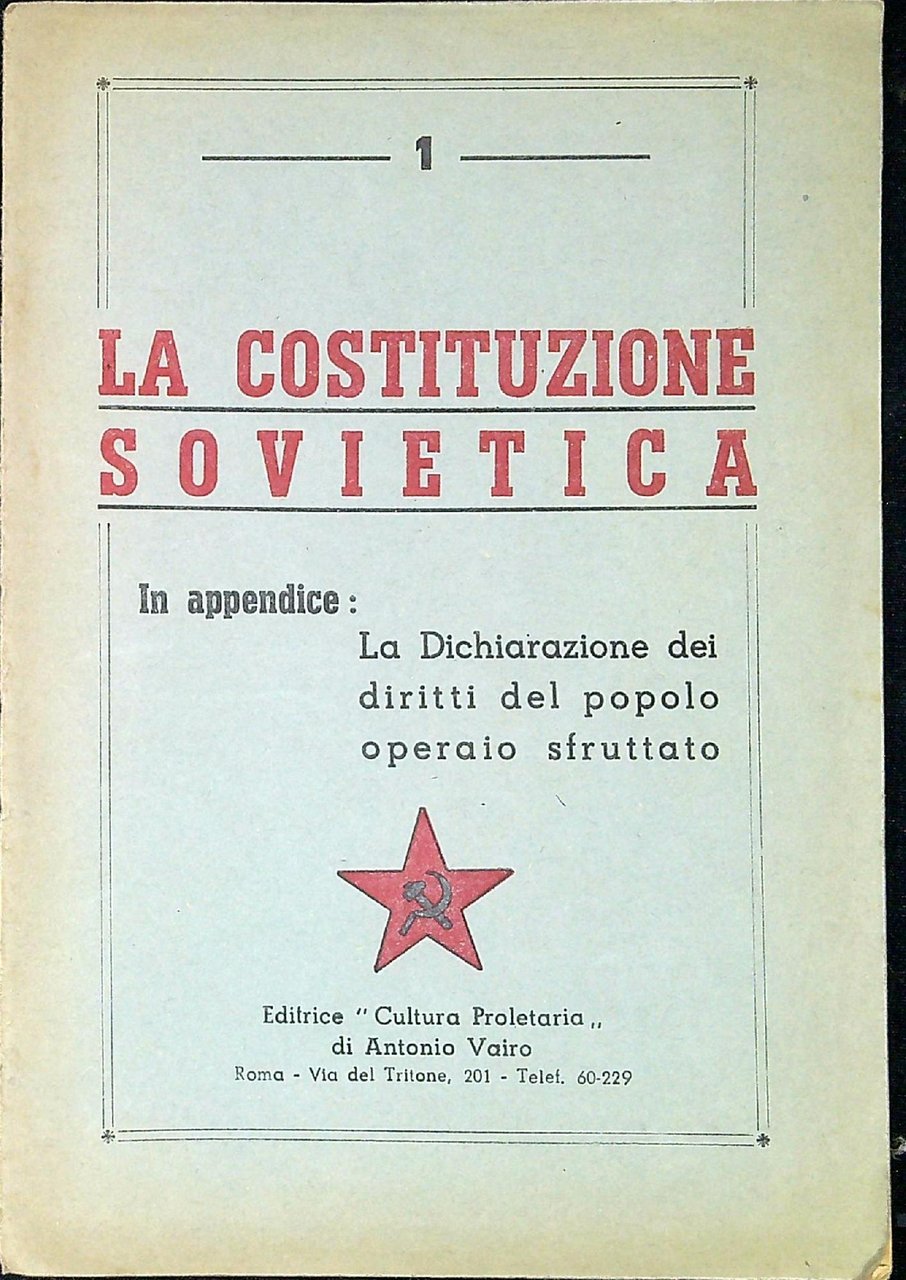 1
LA COSTITUZIONE
SOVIETICA
In appendice :
La Dichiarazione dei
diritti del popolo
operaio sfruttato
Editrice " Cultura Proletaria „
di Antonio Vairo
Roma - Via del Tritone, 201 - Telef. 60-229